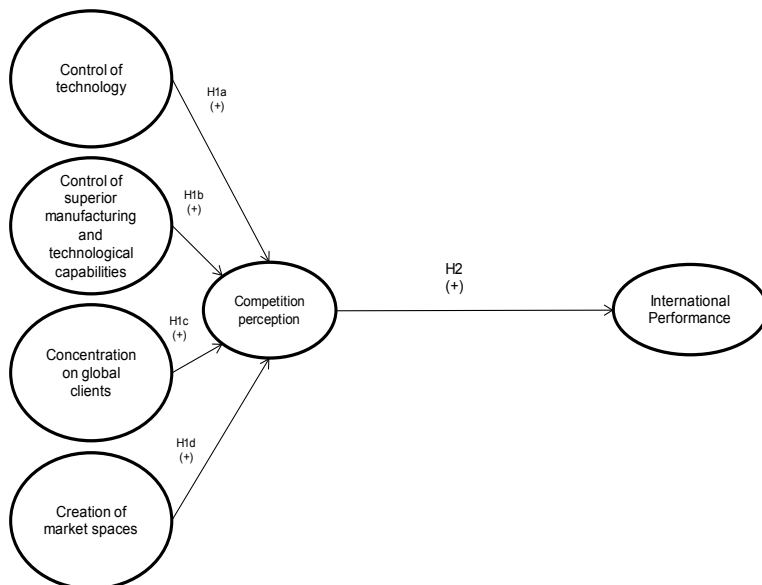 Control of
technology
H1a
(+)
Control of
superior
manufacturing
and
technological
capabilities
H1b
(+)
Competition
perception
H2
(+)
International
Performance
Concentration
on global
clients
H1c
(+)
H1d
(+)
Creation of
market spaces